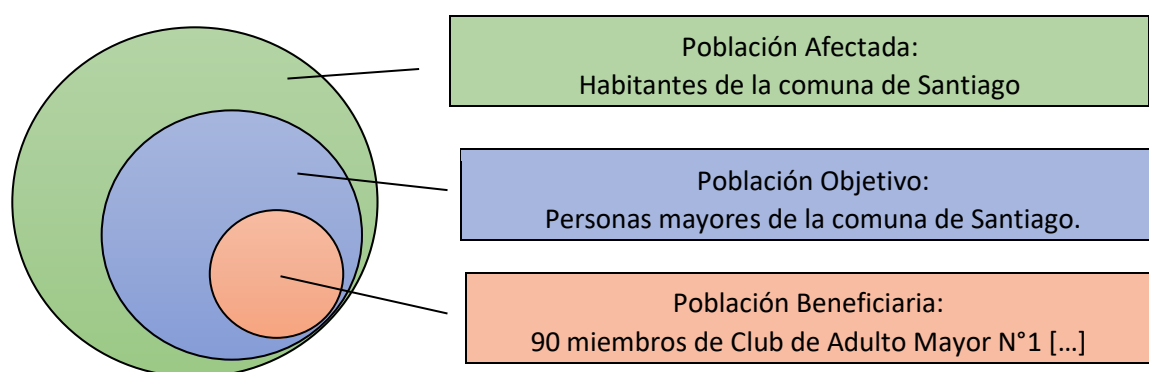 Población Afectada:
Habitantes de la comuna de Santiago
Población Objetivo:
Personas mayores de la comuna de Santiago.
Población Beneficiaria:
90 miembros de Club de Adulto Mayor N°1 […]